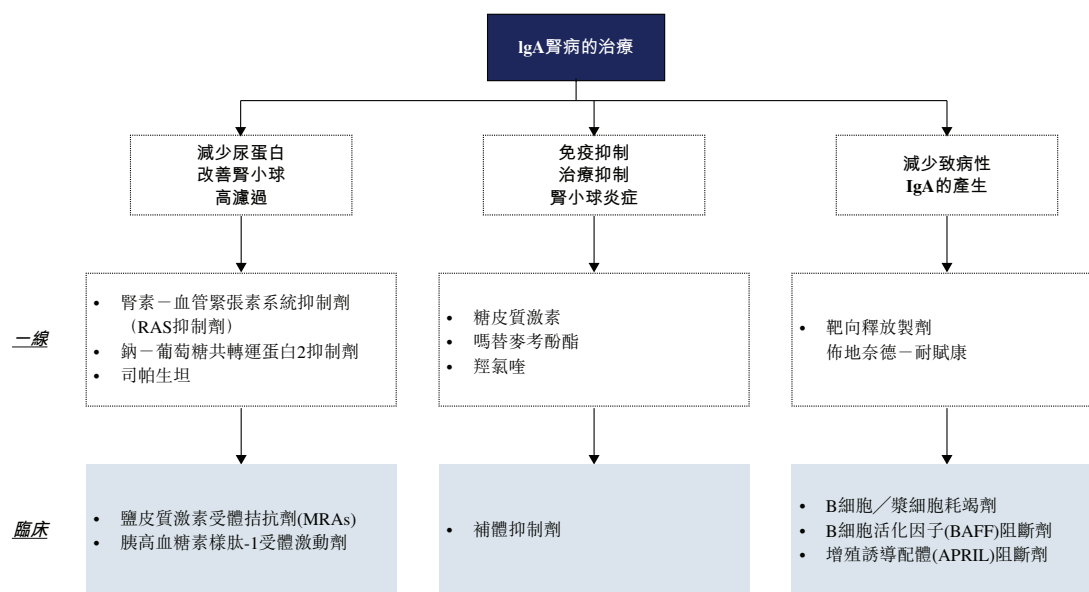 IgA腎病的治療
減少尿蛋白
改善腎小球
高濾過
免疫抑制
治療抑制
腎小球炎症
減少致病性
IgA的產生
一線
• 腎素－血管緊張素系統抑制劑
（RAS抑制劑）
• 鈉－葡萄糖共轉運蛋白2抑制劑
• 司帕生坦
• 糖皮質激素
• 嗎替麥考酚酯
• 羥氯喹
• 靶向釋放製劑
佈地奈德－耐賦康
臨床
• 鹽皮質激素受體拮抗劑(MRAs)
• 胰高血糖素樣肽-1受體激動劑
• 補體抑制劑
• B細胞／漿細胞耗竭劑
• B細胞活化因子(BAFF)阻斷劑
• 增殖誘導配體(APRIL)阻斷劑